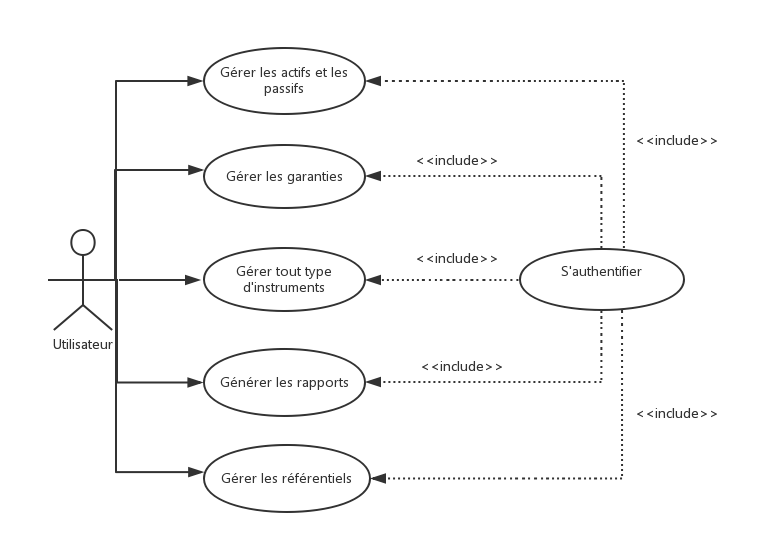 Gérer les actifs et les
passifs
<<include>>
<<include>>
Gérer les garanties
<<include>>
Gérer tout type
d'instruments
S'authentifier
Utilisateur
<<include>>
Générer les rapports
<<include>>
Gérer les référentiels